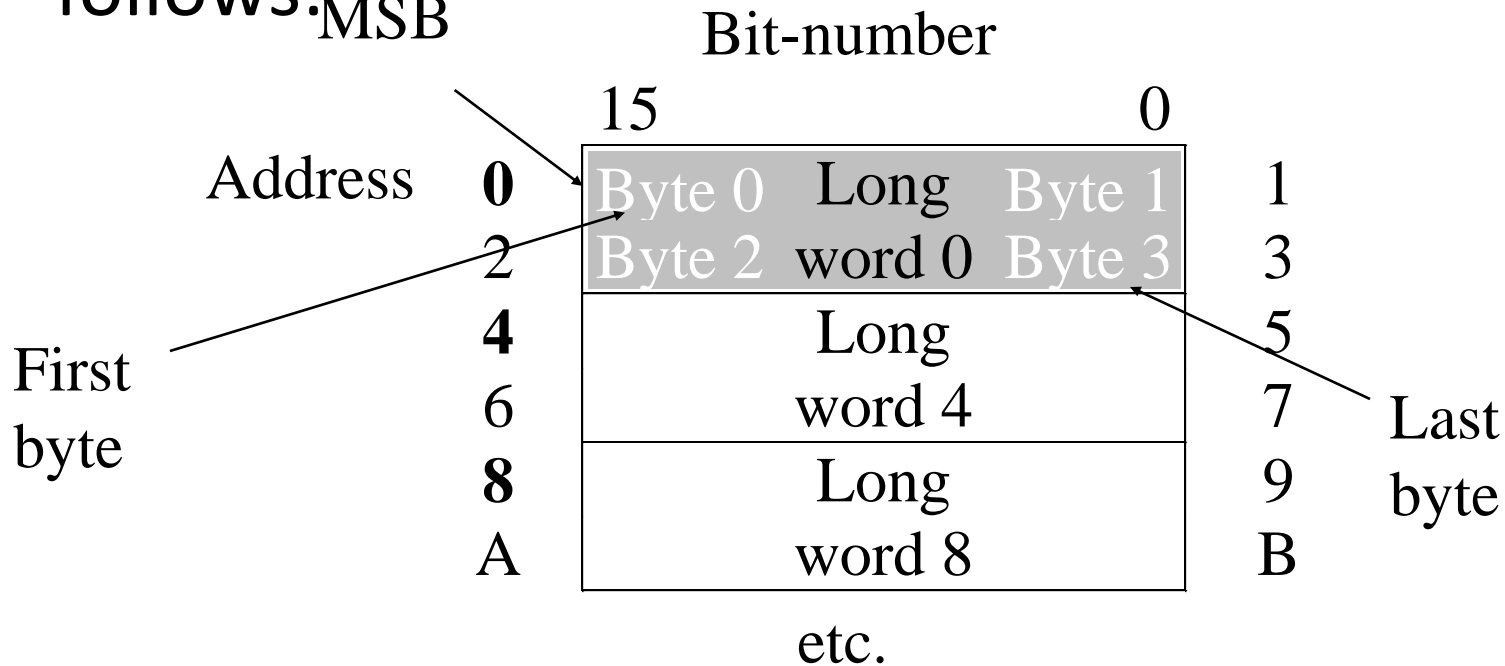 follows:
MSB
Bit-number
15 0
Address 0 Byte 0 Long Byte 1 1
2 Byte 2 word 0 Byte 3 3
4 Long 5
First
6 word 4 7
Last
byte
8 Long 9
byte
A word 8 B
etc.